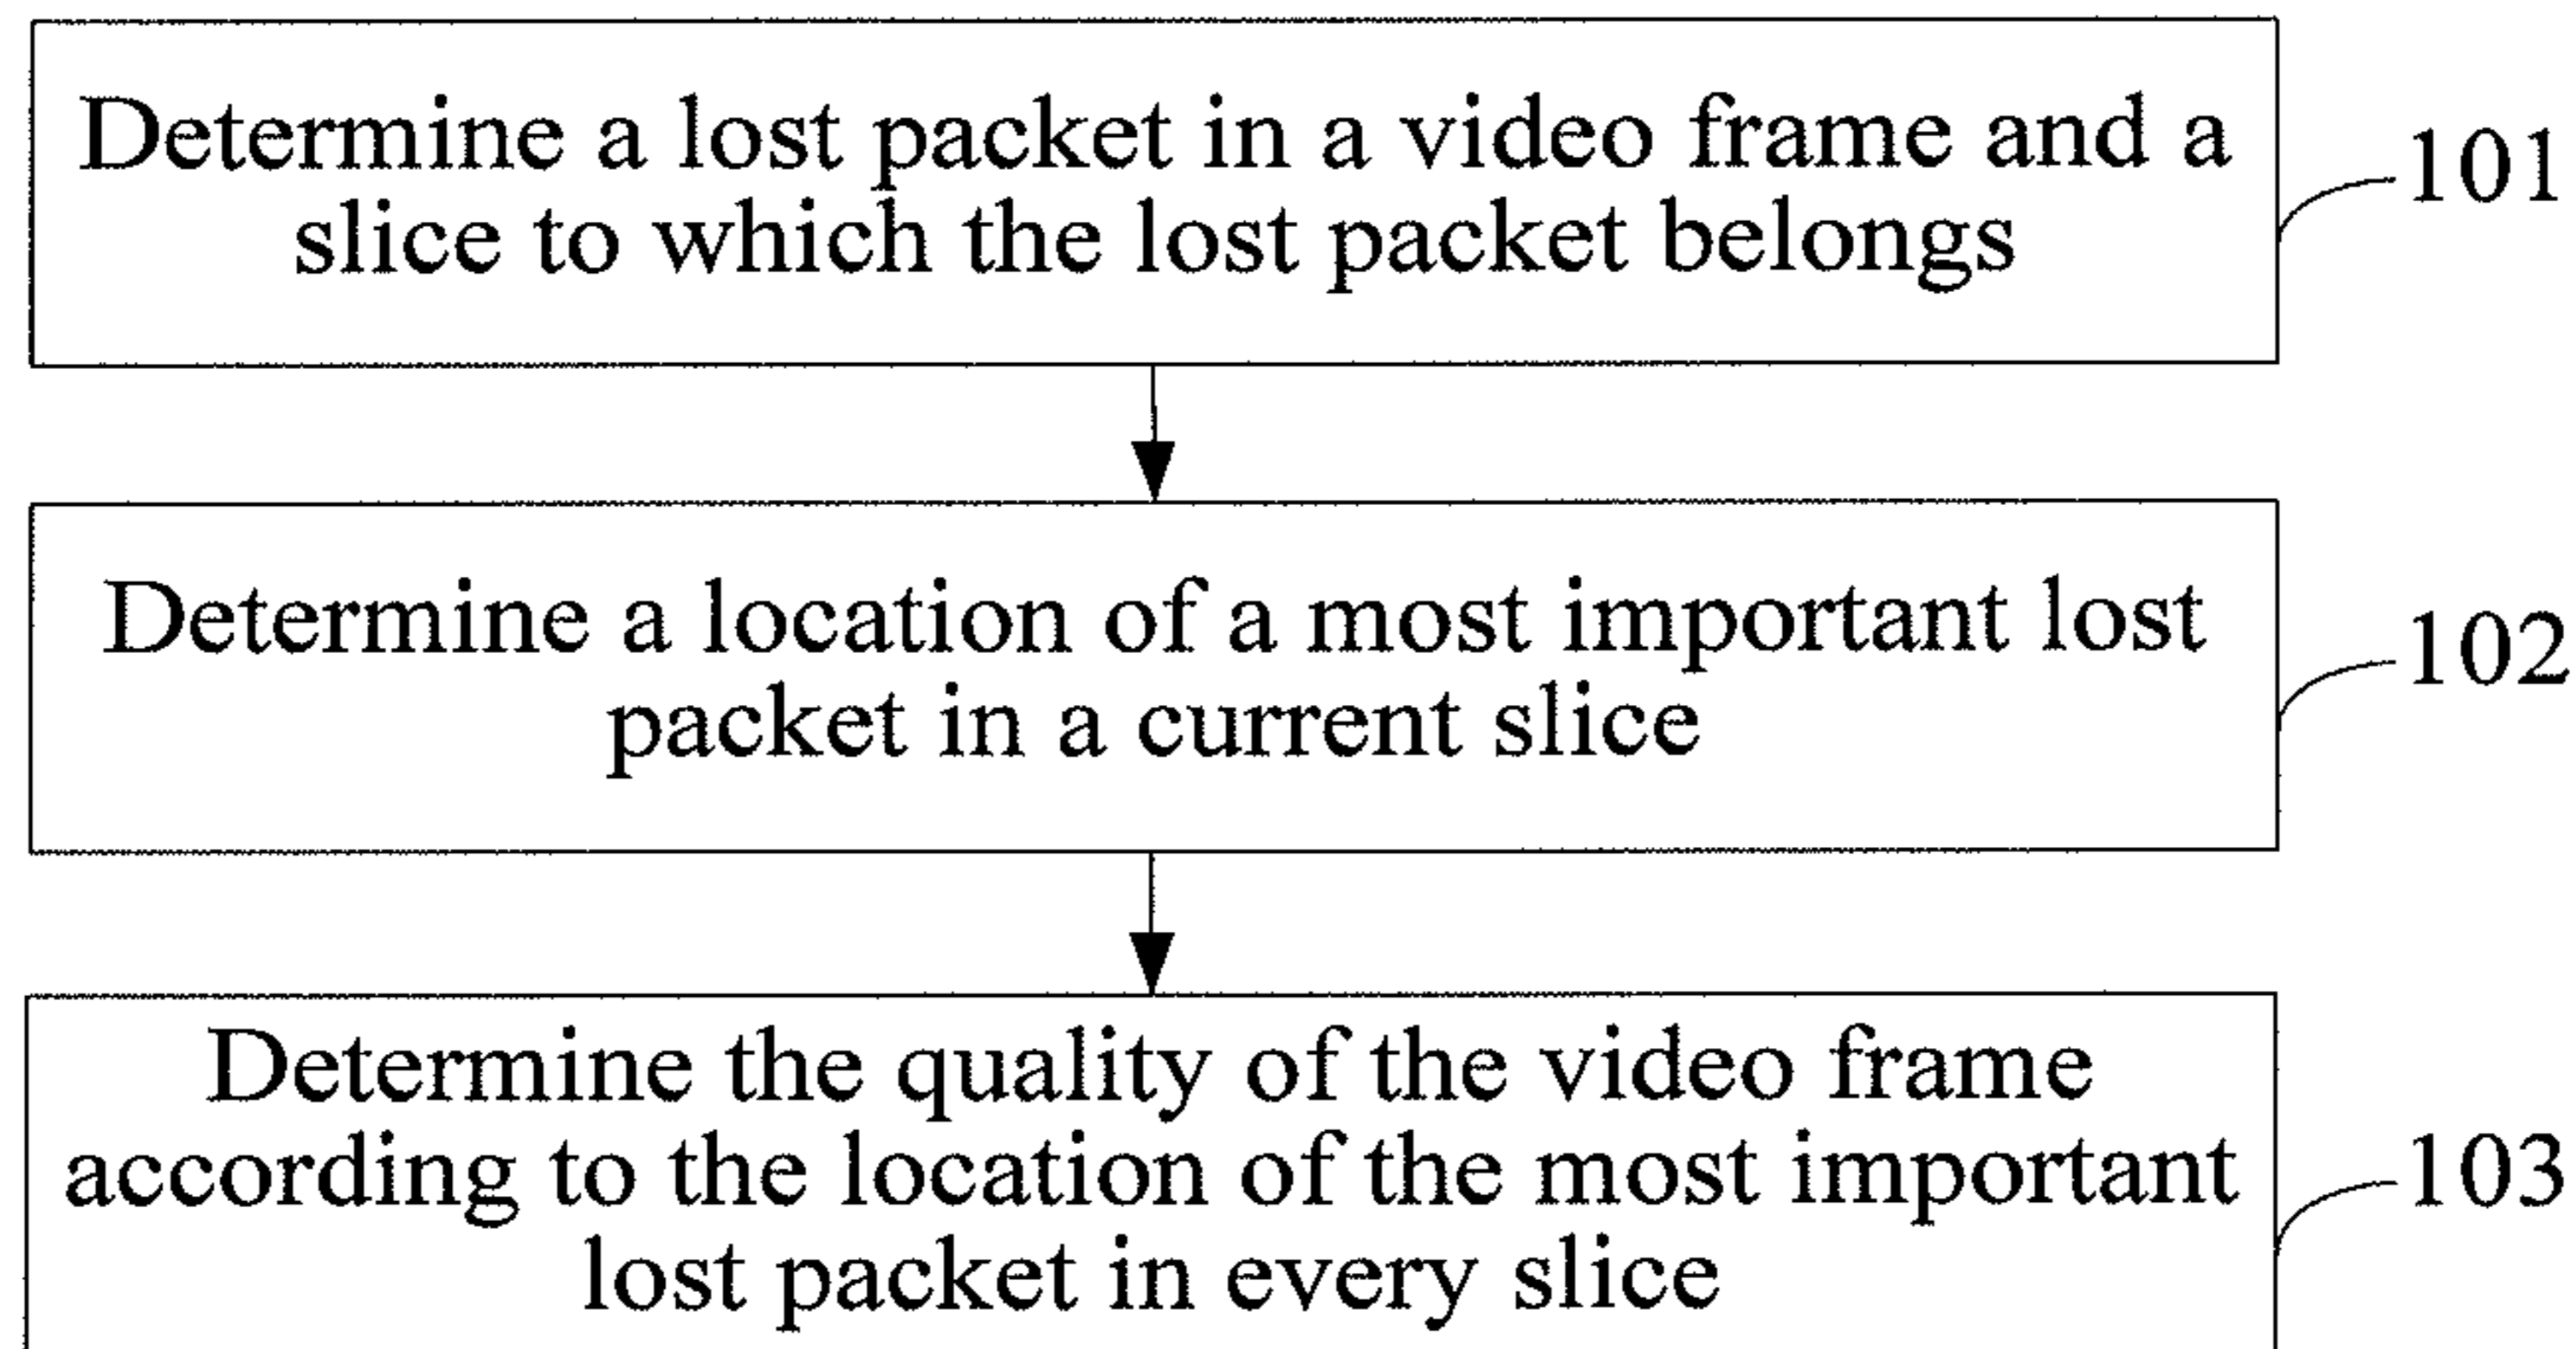 Determine a lost packet in a video frame and a
slice to which the lost packet belongs
101
Determine a location of a most important lost
packet in a current slice
102
Determine the quality of the video frame
according to the location of the most important
lost packet in every slice
103